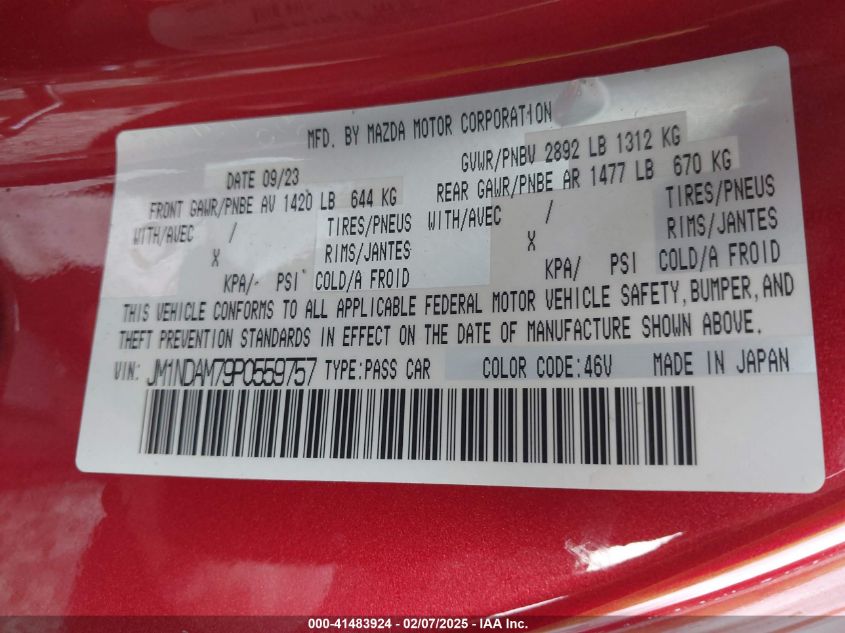 MFD. BY MAZDA MOTOR CORPORATION
DATE 09/23 GVWR/PNBV 2892 LB 1312 KG
FRONT GAWR/PNBE AV 1420 LB 644 KG REAR GAWR/PNBE AR 1477 LB 670 KG
WITH/AVEC / TIRES/PNEUS WITH/AVEC / TIRES/PNEUS
X RIMS/JANTES X RIMS/JANTES
KPA/ PSI COLD/A FROID KPA/ PSI COLD/A FROID
THIS VEHICLE CONFORMS TO ALL APPLICABLE FEDERAL MOTOR VEHICLE SAFETY, BUMPER, AND
THEFT PREVENTION STANDARDS IN EFFECT ON THE DATE OF MANUFACTURE SHOWN ABOVE.
VIN: JM1NDAM79P0559757 TYPE:PASS CAR COLOR CODE:46V MADE IN JAPAN
000-41483924 - 02/07/2025 - IAA Inc.